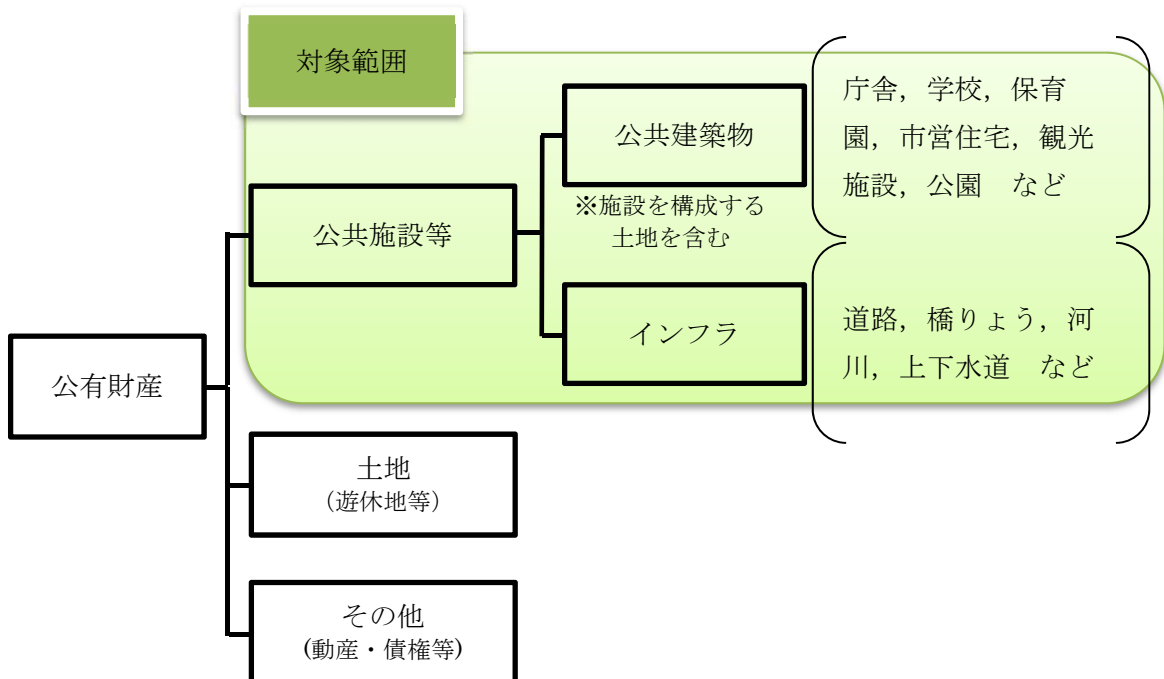 対象範囲
公共建築物
庁舎，学校，保育
園，市営住宅，観光
施設，公園　など
※施設を構成する
土地を含む
公共施設等
インフラ
道路，橋りょう，河
川，上下水道　など
公有財産
土地
（遊休地等）
その他
(動産・債権等)